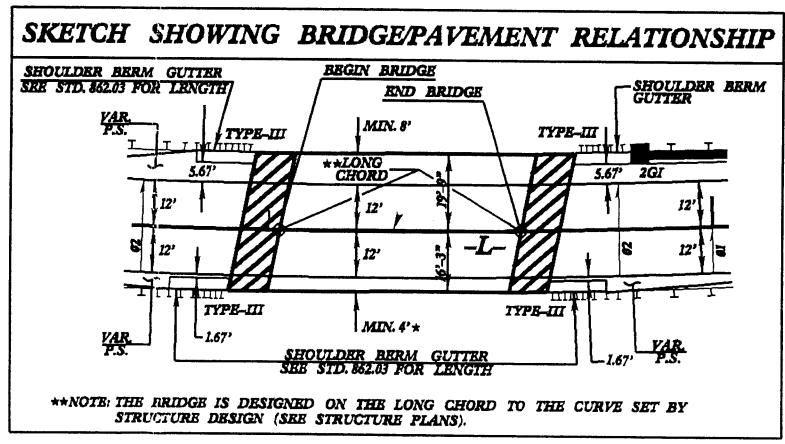 SKETCH SHOWING BRIDGE/PAVEMENT RELATIONSHIP
SHOULDER BERM GUTTER
SEE STD. 862.03 FOR LENGTH
BEGIN BRIDGE
END BRIDGE
SHOULDER BERM
GUTTER
VAR.
P.S.
TYPE-III
MIN. 8'
TYPE-III
**LONG
CHORD
5.67'
19'-9"
5.67'
2GI
12'
12'
12'
12'
12'
12'
-L-
16'-3"
TYPE-III
TYPE-III
VAR.
P.S.
1.67'
MIN. 4'*
1.67'
VAR.
P.S.
SHOULDER BERM GUTTER
SEE STD. 862.03 FOR LENGTH
**NOTE: THE BRIDGE IS DESIGNED ON THE LONG CHORD TO THE CURVE SET BY
STRUCTURE DESIGN (SEE STRUCTURE PLANS).